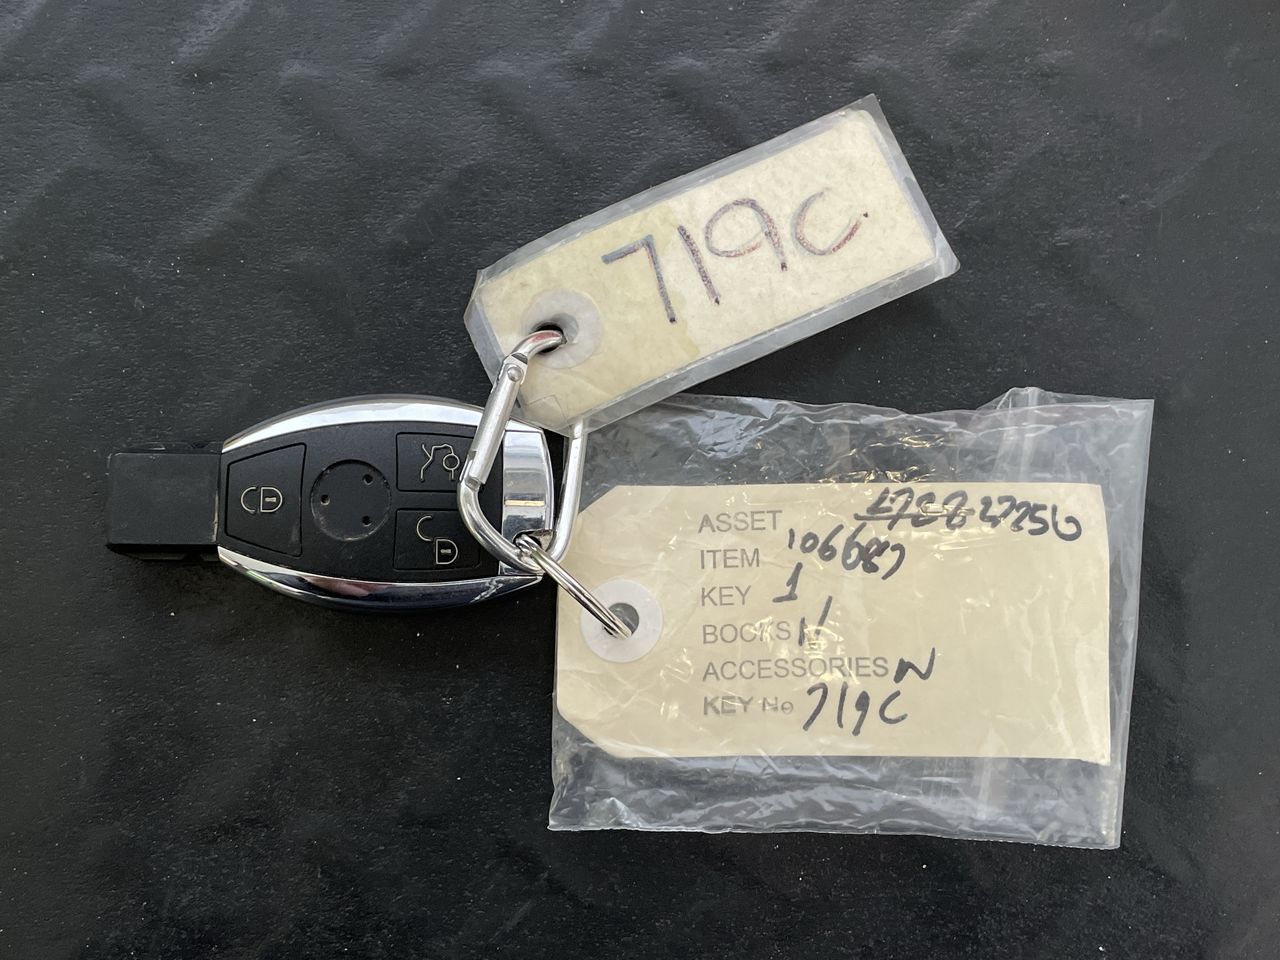 719C
ASSET
ITEM 106687
KEY 1
BOOKS N
ACCESSORIES N
KEY No 719C